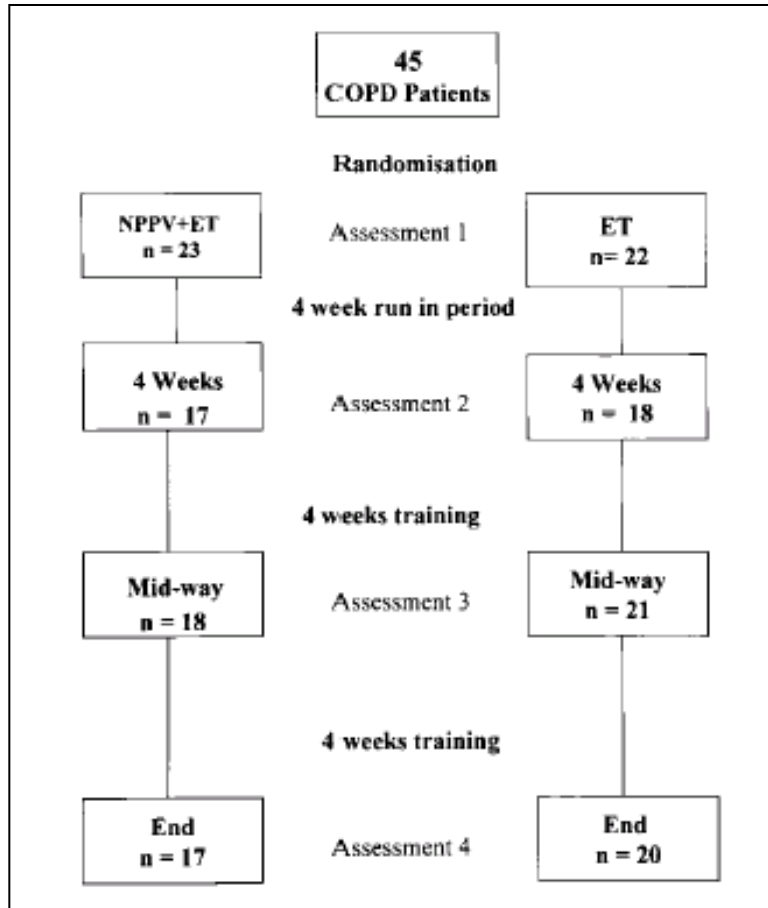 45
COPD Patients
Randomisation
NPPV+ET
n = 23
Assessment 1
ET
n= 22
4 week run in period
4 Weeks
n = 17
Assessment 2
4 Weeks
n = 18
4 weeks training
Mid-way
n = 18
Assessment 3
Mid-way
n = 21
4 weeks training
End
n = 17
Assessment 4
End
n = 20